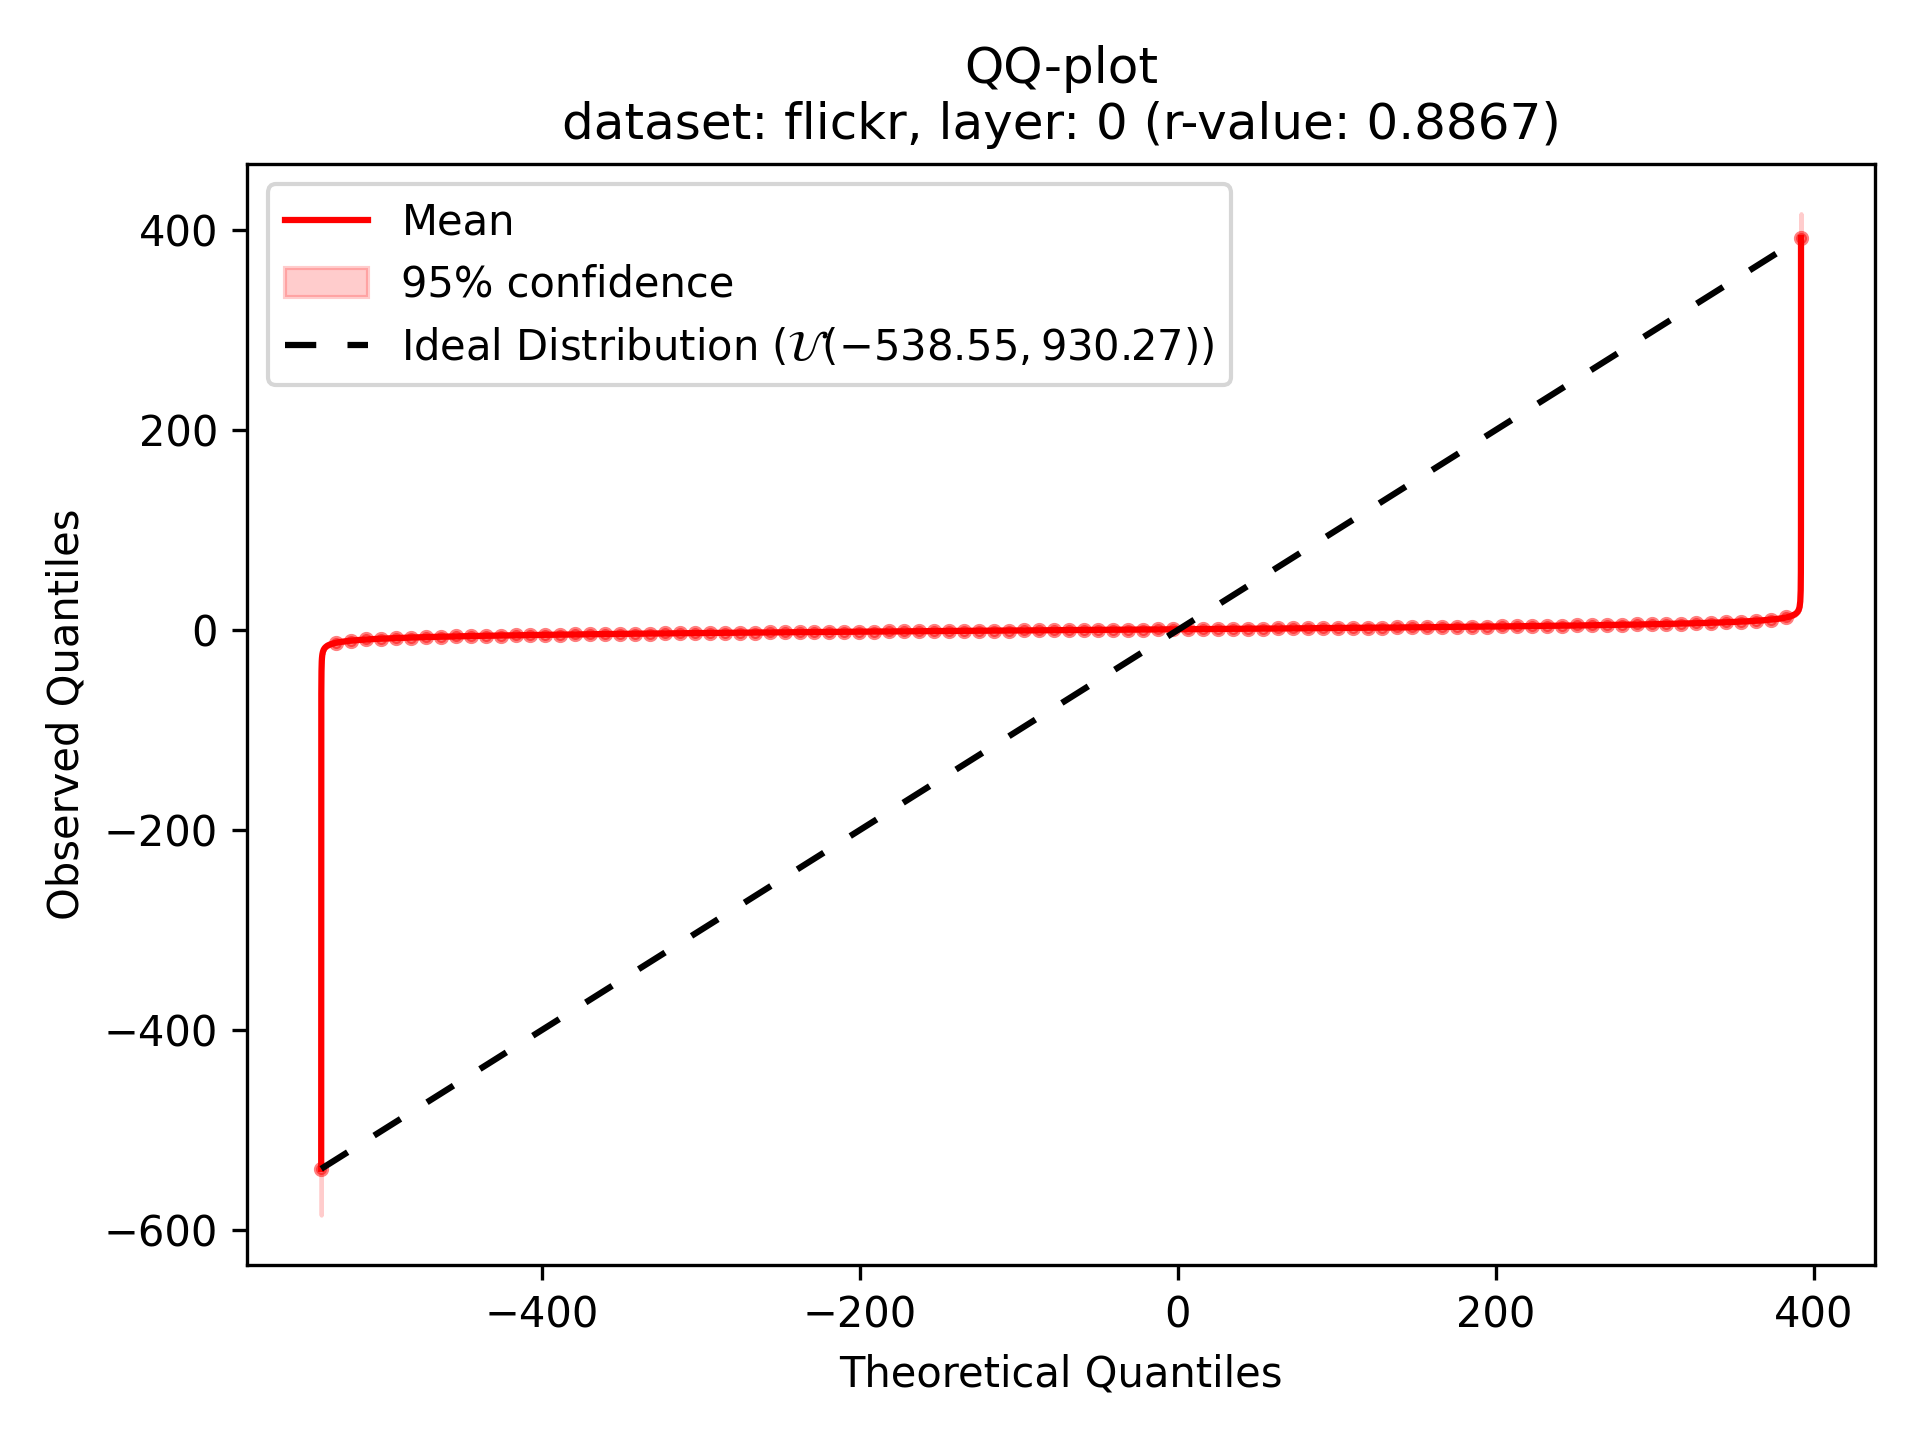 QQ-plot
dataset: flickr, layer: 0 (r-value: 0.8867)
Mean
95% confidence
Ideal Distribution (𝒰(−538.55, 930.27))
400
200
0
−200
−400
−600
Observed Quantiles
−400
−200
0
200
400
Theoretical Quantiles